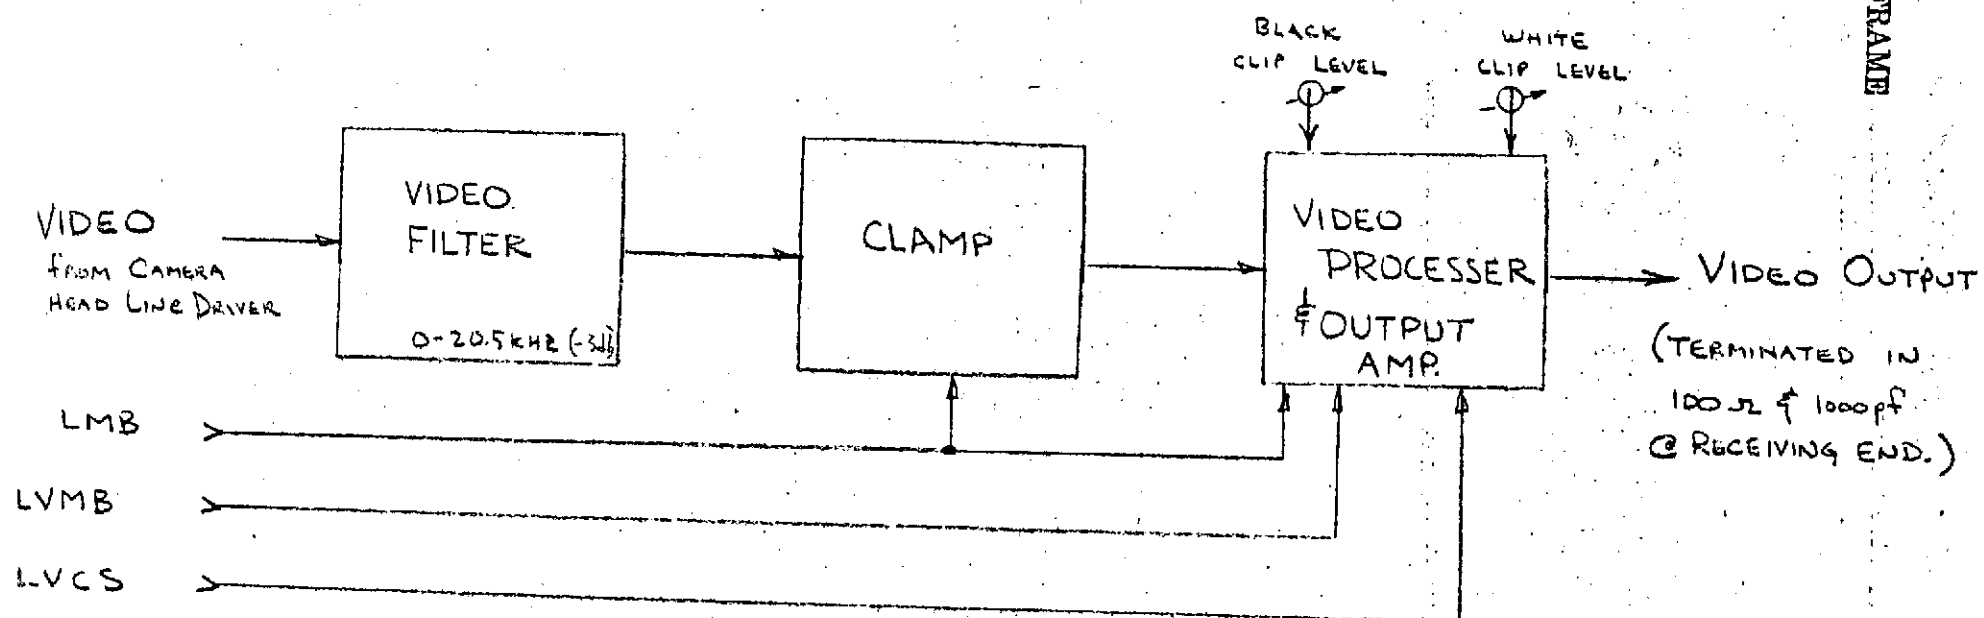 FRAME
BLACK
CLIP LEVEL
WHITE
CLIP LEVEL
VIDEO
from CAMERA
HEAD LINE DRIVER
VIDEO
FILTER
0-20.5KHZ (-3db)
CLAMP
VIDEO
PROCESSER
& OUTPUT
AMP.
VIDEO OUTPUT
(TERMINATED IN
100 Ω & 1000pf
@ RECEIVING END.)
LMB
LVMB
LVCS